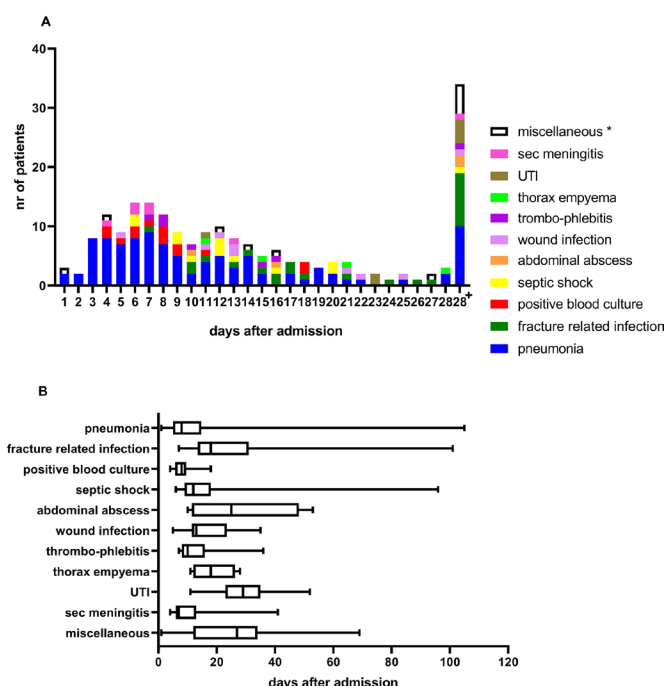 A
40
30
20
10
0
nr of patients
1 2 3 4 5 6 7 8 9 10 11 12 13 14 15 16 17 18 19 20 21 22 23 24 25 26 27 28 28+
days after admission
miscellaneous *
sec meningitis
UTI
thorax empyema
trombo-phlebitis
wound infection
abdominal abscess
septic shock
positive blood culture
fracture related infection
pneumonia
B
pneumonia
fracture related infection
positive blood culture
septic shock
abdominal abscess
wound infection
thrombo-phlebitis
thorax empyema
UTI
sec meningitis
miscellaneous
0 20 40 60 80 100 120
days after admission